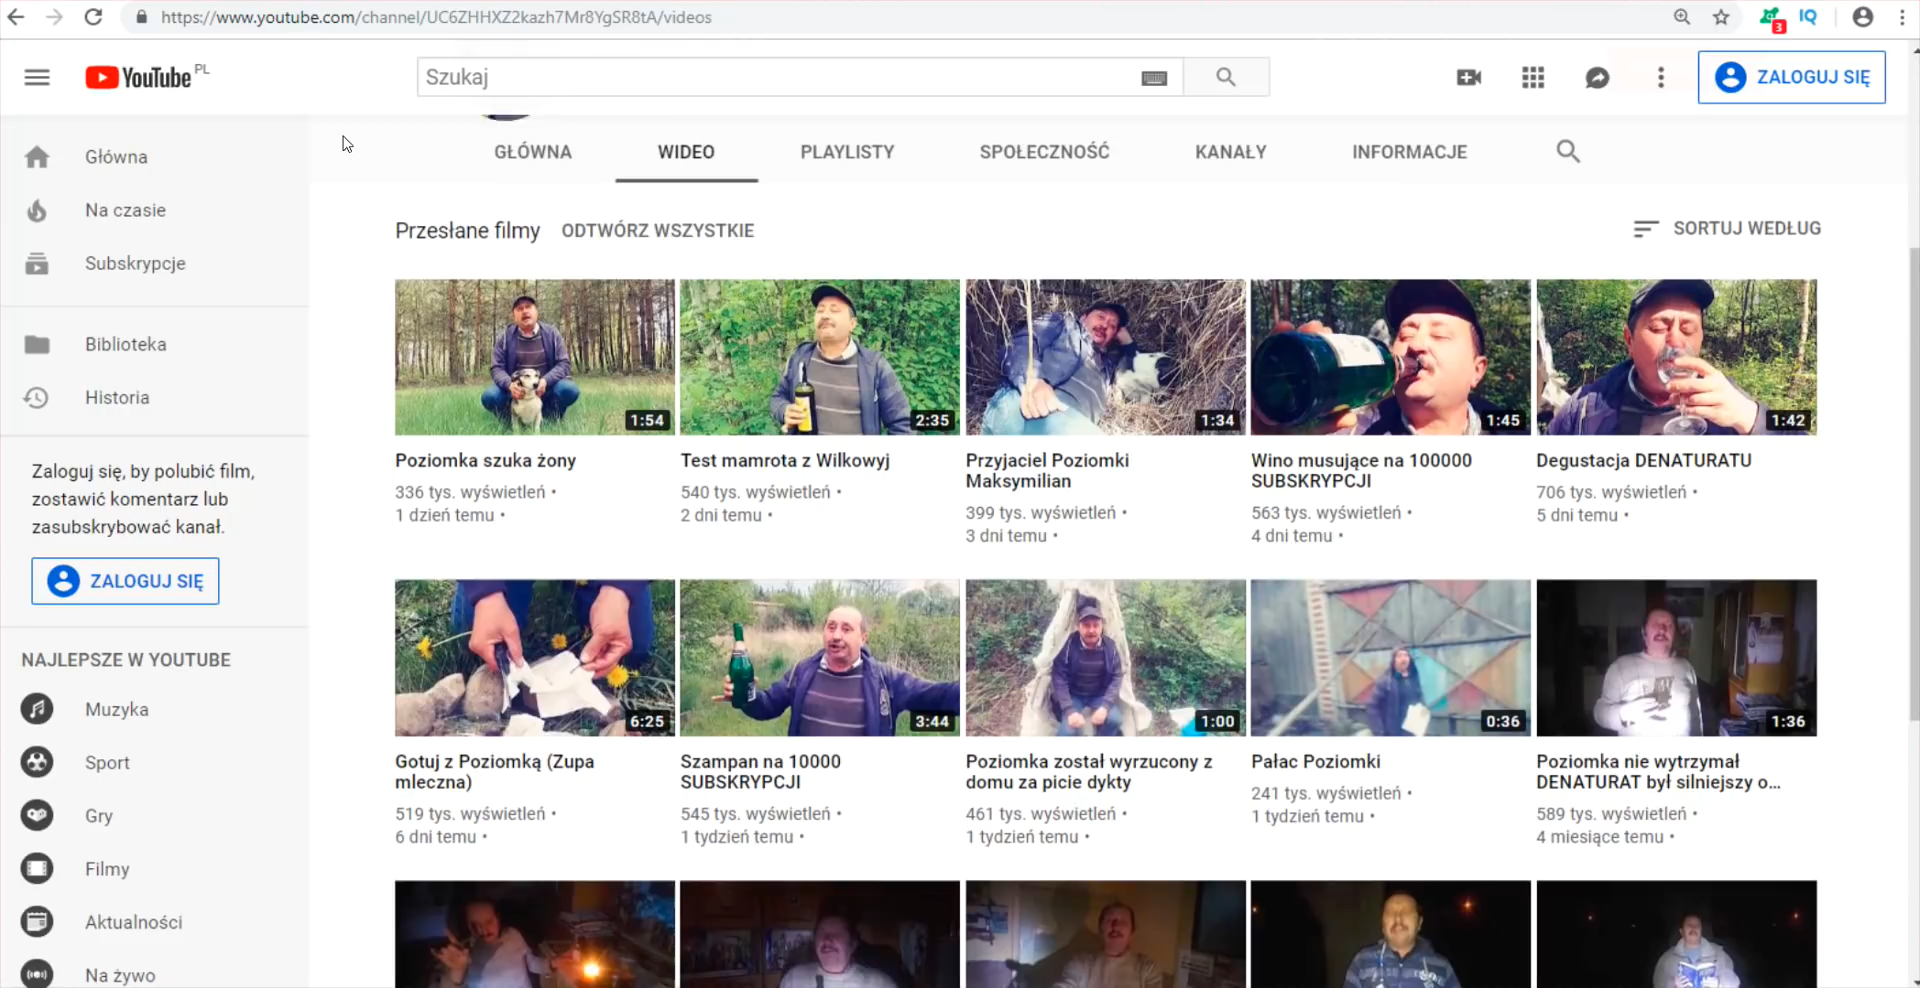 https://www.youtube.com/channel/UC6ZHHXZ2kazh7Mr8YgSR8tA/videos
3
IQ
YouTube PL
Szukaj
ZALOGUJ SIĘ
Główna
Na czasie
Subskrypcje
Biblioteka
Historia
Zaloguj się, by polubić film,
zostawić komentarz lub
zasubskrybować kanał.
ZALOGUJ SIĘ
NAJLEPSZE W YOUTUBE
Muzyka
Sport
Gry
Filmy
Aktualności
Na żywo
GŁÓWNA
WIDEO
PLAYLISTY
SPOŁECZNOŚĆ
KANAŁY
INFORMACJE
Przesłane filmy
ODTWÓRZ WSZYSTKIE
SORTUJ WEDŁUG
1:54
Poziomka szuka żony
336 tys. wyświetleń •
1 dzień temu •
2:35
Test mamrota z Wilkowyj
540 tys. wyświetleń •
2 dni temu •
1:34
Przyjaciel Poziomki
Maksymilian
399 tys. wyświetleń •
3 dni temu •
1:45
Wino musujące na 100000
SUBSKRYPCJI
563 tys. wyświetleń •
4 dni temu •
1:42
Degustacja DENATURATU
706 tys. wyświetleń •
5 dni temu •
6:25
Gotuj z Poziomką (Zupa
mleczna)
519 tys. wyświetleń •
6 dni temu •
3:44
Szampan na 10000
SUBSKRYPCJI
545 tys. wyświetleń •
1 tydzień temu •
1:00
Poziomka został wyrzucony z
domu za picie dykty
461 tys. wyświetleń •
1 tydzień temu •
0:36
Pałac Poziomki
241 tys. wyświetleń •
1 tydzień temu •
1:36
Poziomka nie wytrzymał
DENATURAT był silniejszy o...
589 tys. wyświetleń •
4 miesiące temu •